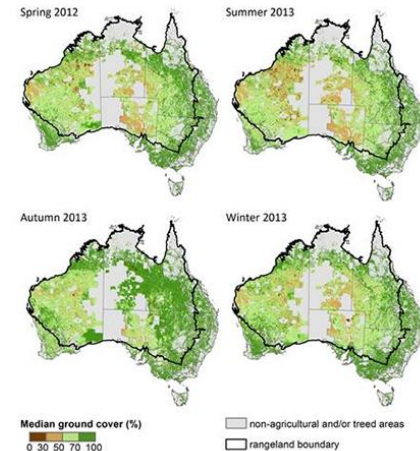 Spring 2012
Summer 2013
Autumn 2013
Winter 2013
Median ground cover (%)
0 30 50 70 100
non-agricultural and/or treed areas
rangeland boundary